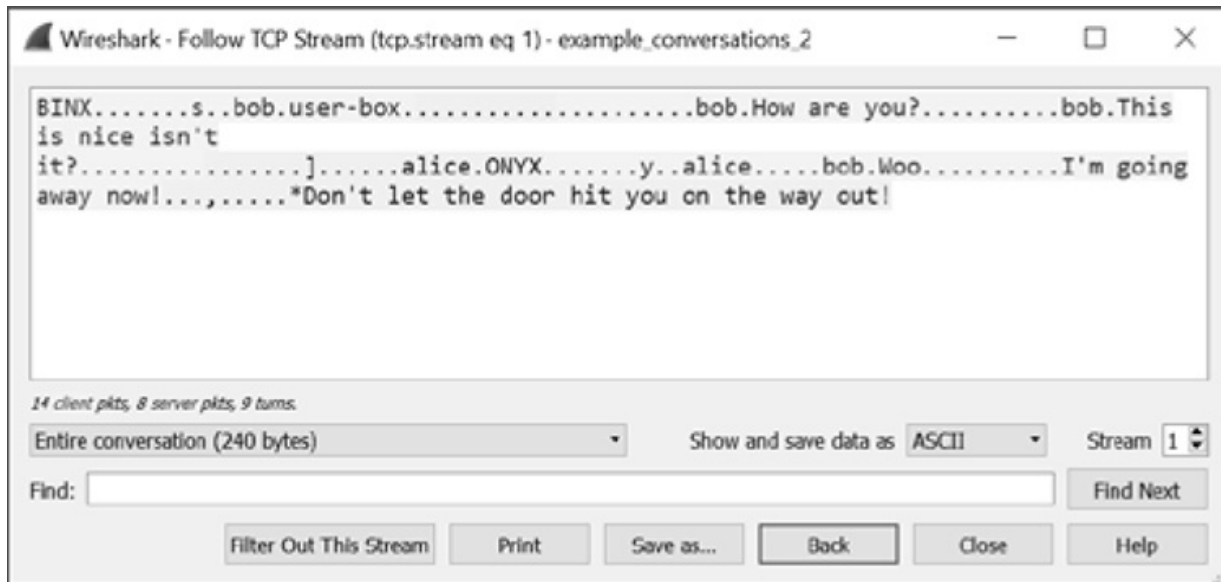 Wireshark - Follow TCP Stream (tcp.stream eq 1) - example_conversations_2
BINX.......s..bob.user-box......................bob.How are you?..........bob.This
is nice isn't
it?.................]......alice.ONYX.......y..alice.....bob.Woo..........I'm going
away now!...,.....*Don't let the door hit you on the way out!
14 client pkts, 8 server pkts, 9 turns.
Entire conversation (240 bytes)
Show and save data as ASCII
Stream 1
Find:
Find Next
Filter Out This Stream
Print
Save as...
Back
Close
Help